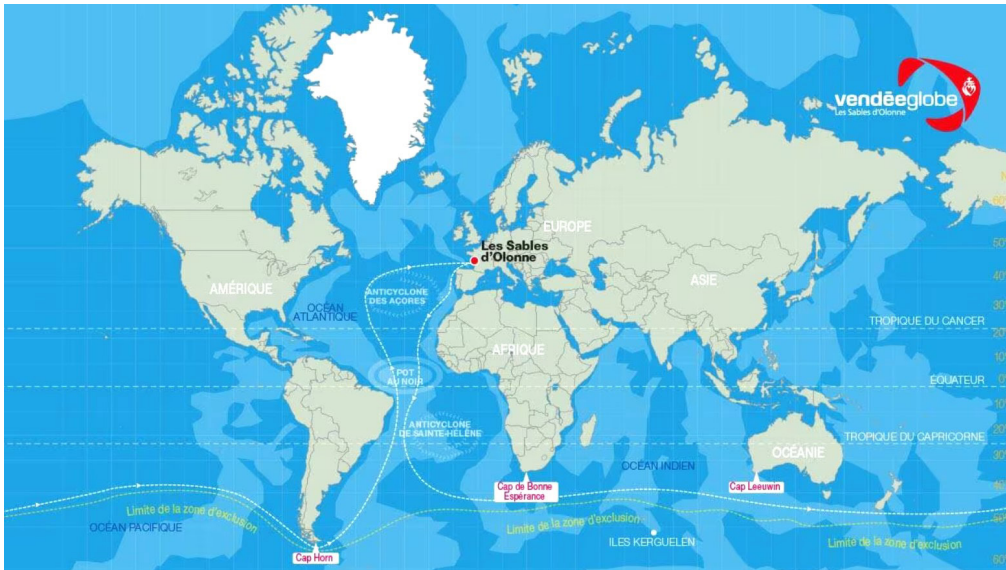 vendéeglobe
Les Sables d'Olonne
N
60°
EUROPE
Les Sables
d'Olonne
50°
ASIE
40°
AMÉRIQUE
ANTICYCLONE
DES AÇORES
30°
OCÉAN
ATLANTIQUE
TROPIQUE DU CANCER
20°
AFRIQUE
10°
POT
AU NOIR
ÉQUATEUR
0°
10°
ANTICYCLONE
DE SAINTE-HÉLÈNE
20°
TROPIQUE DU CAPRICORNE
OCÉANIE
30°
OCÉAN INDIEN
Cap de Bonne
Espérance
Cap Leeuwin
Limite de la zone d'exclusion
OCÉAN PACIFIQUE
Limite de la zone d'exclusion
ILES KERGUELEN
Limite de la zone d'exclusion
Cap Horn
60°